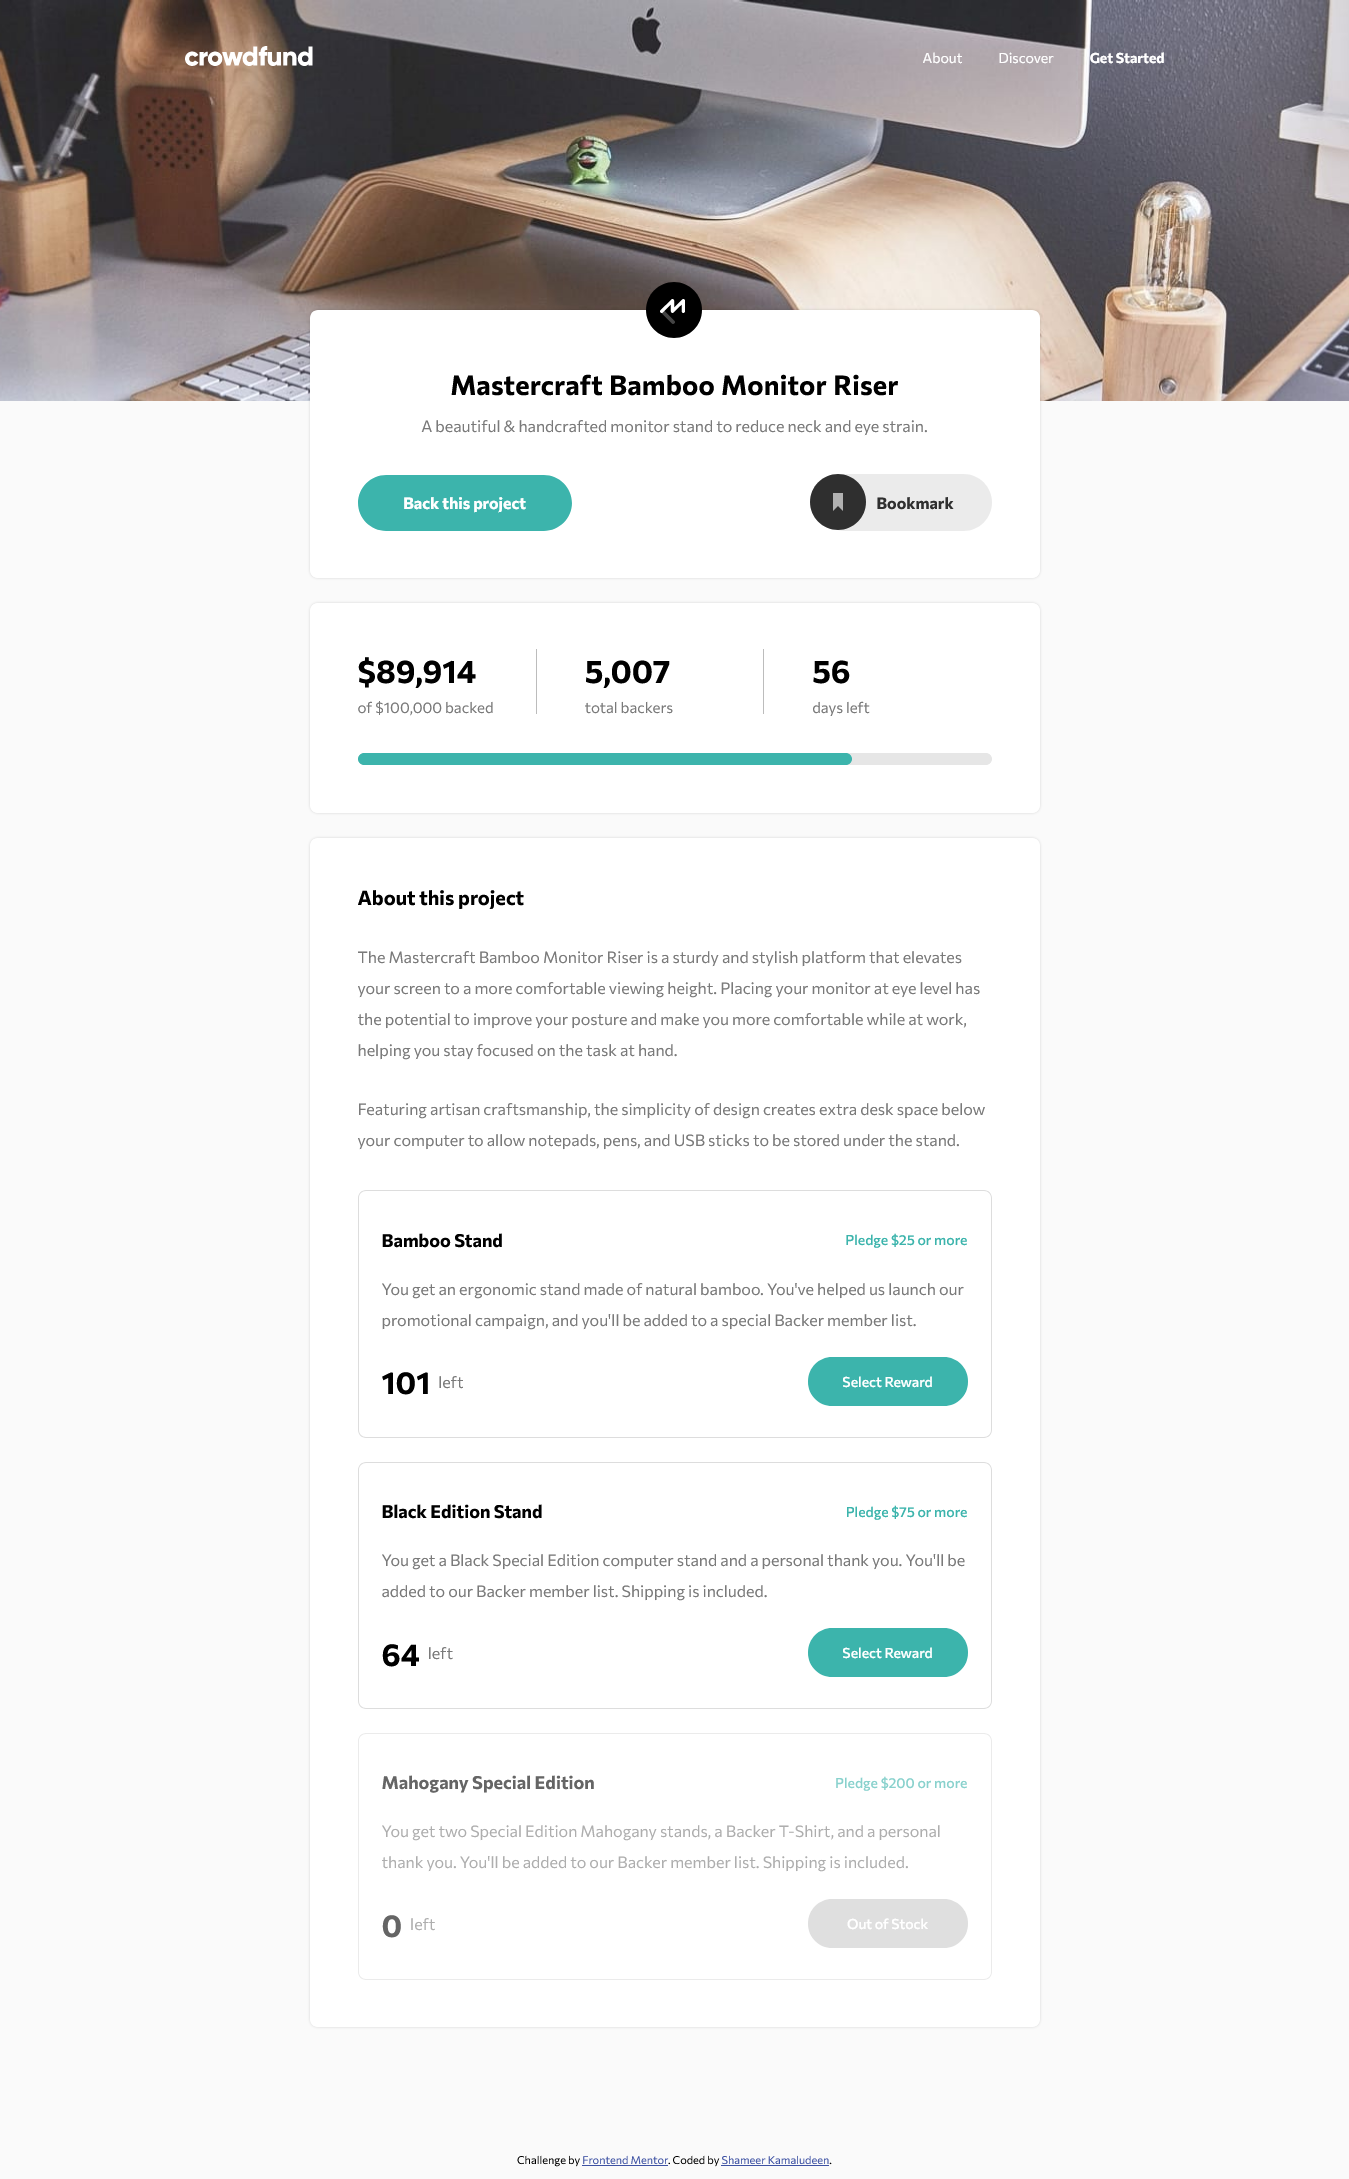 crowdfund
About
Discover
Get Started
Mastercraft Bamboo Monitor Riser
A beautiful & handcrafted monitor stand to reduce neck and eye strain.
Back this project
Bookmark
$89,914
of $100,000 backed
5,007
total backers
56
days left
About this project
The Mastercraft Bamboo Monitor Riser is a sturdy and stylish platform that elevates
your screen to a more comfortable viewing height. Placing your monitor at eye level has
the potential to improve your posture and make you more comfortable while at work,
helping you stay focused on the task at hand.
Featuring artisan craftsmanship, the simplicity of design creates extra desk space below
your computer to allow notepads, pens, and USB sticks to be stored under the stand.
Bamboo Stand
Pledge $25 or more
You get an ergonomic stand made of natural bamboo. You've helped us launch our
promotional campaign, and you'll be added to a special Backer member list.
101 left
Select Reward
Black Edition Stand
Pledge $75 or more
You get a Black Special Edition computer stand and a personal thank you. You'll be
added to our Backer member list. Shipping is included.
64 left
Select Reward
Mahogany Special Edition
Pledge $200 or more
You get two Special Edition Mahogany stands, a Backer T-Shirt, and a personal
thank you. You'll be added to our Backer member list. Shipping is included.
0 left
Out of Stock
Challenge by Frontend Mentor. Coded by Shameer Kamaludeen.